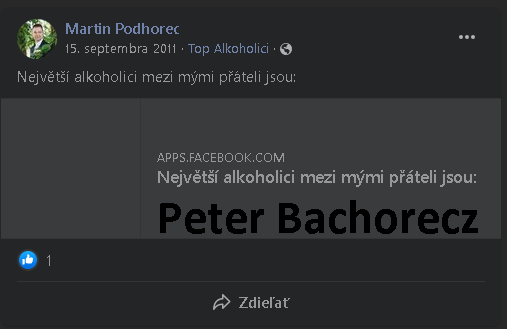 Martin Podhorec
15. septembra 2011 · Top Alkoholici ·
Největší alkoholici mezi mými přáteli jsou:
APPS.FACEBOOK.COM
Největší alkoholici mezi mými přáteli jsou:
Peter Bachorecz
1
Zdieľať